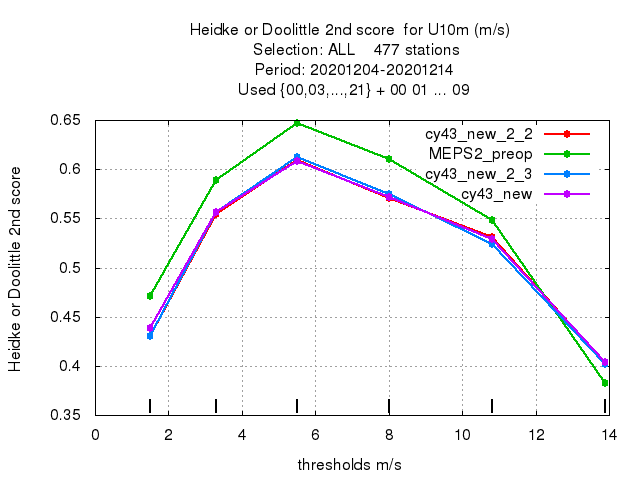 Heidke or Doolittle 2nd score  for U10m (m/s)
Selection: ALL    477 stations
Period: 20201204-20201214
Used {00,03,...,21} + 00 01 ... 09
Heidke or Doolittle 2nd score
0.65
0.6
0.55
0.5
0.45
0.4
0.35
cy43_new_2_2
MEPS2_preop
cy43_new_2_3
cy43_new
0 2 4 6 8 10 12 14
thresholds m/s